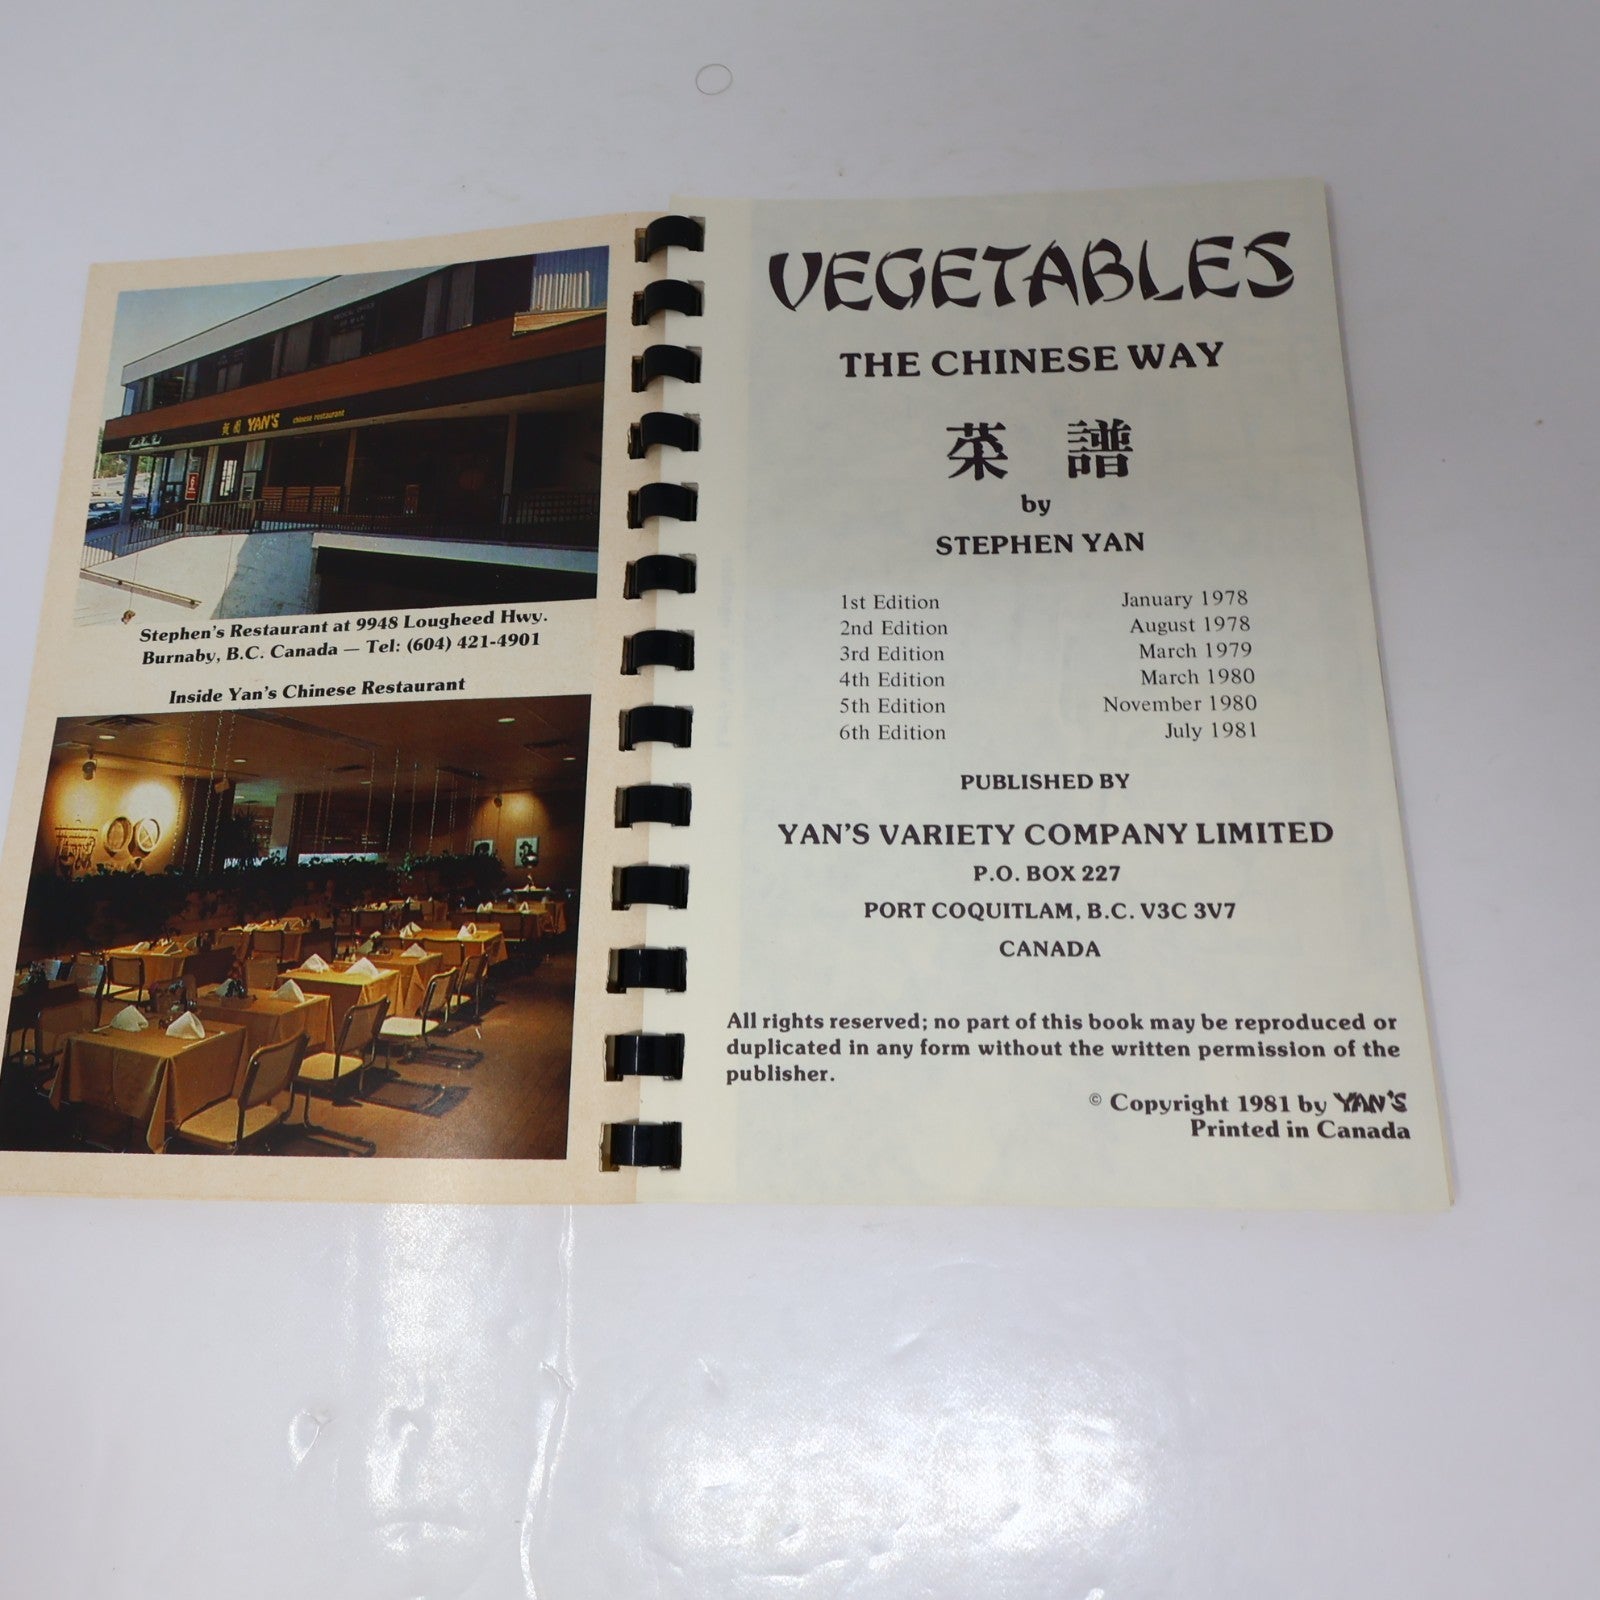 YAN'S chinese restaurant
Stephen's Restaurant at 9948 Lougheed Hwy.
Burnaby, B.C. Canada — Tel: (604) 421-4901
Inside Yan's Chinese Restaurant
VEGETABLES
THE CHINESE WAY
菜 譜
by
STEPHEN YAN
1st Edition January 1978
2nd Edition August 1978
3rd Edition March 1979
4th Edition March 1980
5th Edition November 1980
6th Edition July 1981
PUBLISHED BY
YAN'S VARIETY COMPANY LIMITED
P.O. BOX 227
PORT COQUITLAM, B.C. V3C 3V7
CANADA
All rights reserved; no part of this book may be reproduced or
duplicated in any form without the written permission of the
publisher.
© Copyright 1981 by YAN'S
Printed in Canada